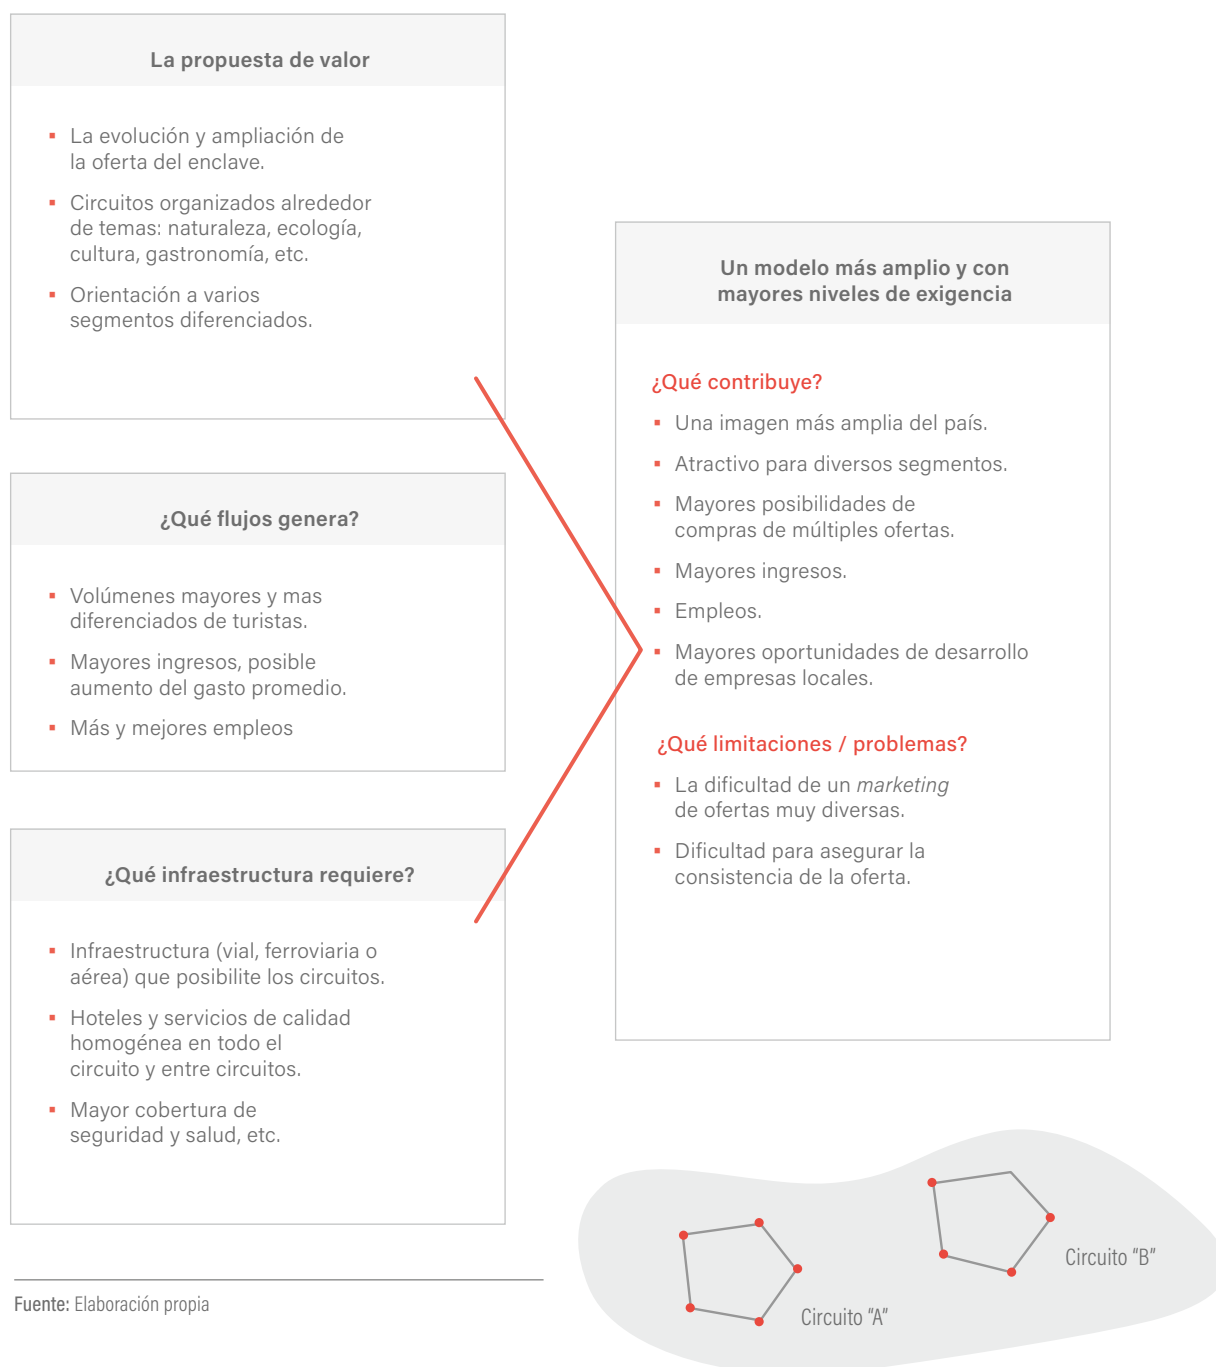 La propuesta de valor
La evolución y ampliación de
la oferta del enclave.
Circuitos organizados alrededor
de temas: naturaleza, ecología,
cultura, gastronomía, etc.
Orientación a varios
segmentos diferenciados.
¿Qué flujos genera?
Volúmenes mayores y mas
diferenciados de turistas.
Mayores ingresos, posible
aumento del gasto promedio.
Más y mejores empleos
¿Qué infraestructura requiere?
Infraestructura (vial, ferroviaria o
aérea) que posibilite los circuitos.
Hoteles y servicios de calidad
homogénea en todo el
circuito y entre circuitos.
Mayor cobertura de
seguridad y salud, etc.
Un modelo más amplio y con
mayores niveles de exigencia
¿Qué contribuye?
Una imagen más amplia del país.
Atractivo para diversos segmentos.
Mayores posibilidades de
compras de múltiples ofertas.
Mayores ingresos.
Empleos.
Mayores oportunidades de desarrollo
de empresas locales.
¿Qué limitaciones / problemas?
La dificultad de un marketing
de ofertas muy diversas.
Dificultad para asegurar la
consistencia de la oferta.
Circuito "B"
Circuito "A"
Fuente: Elaboración propia